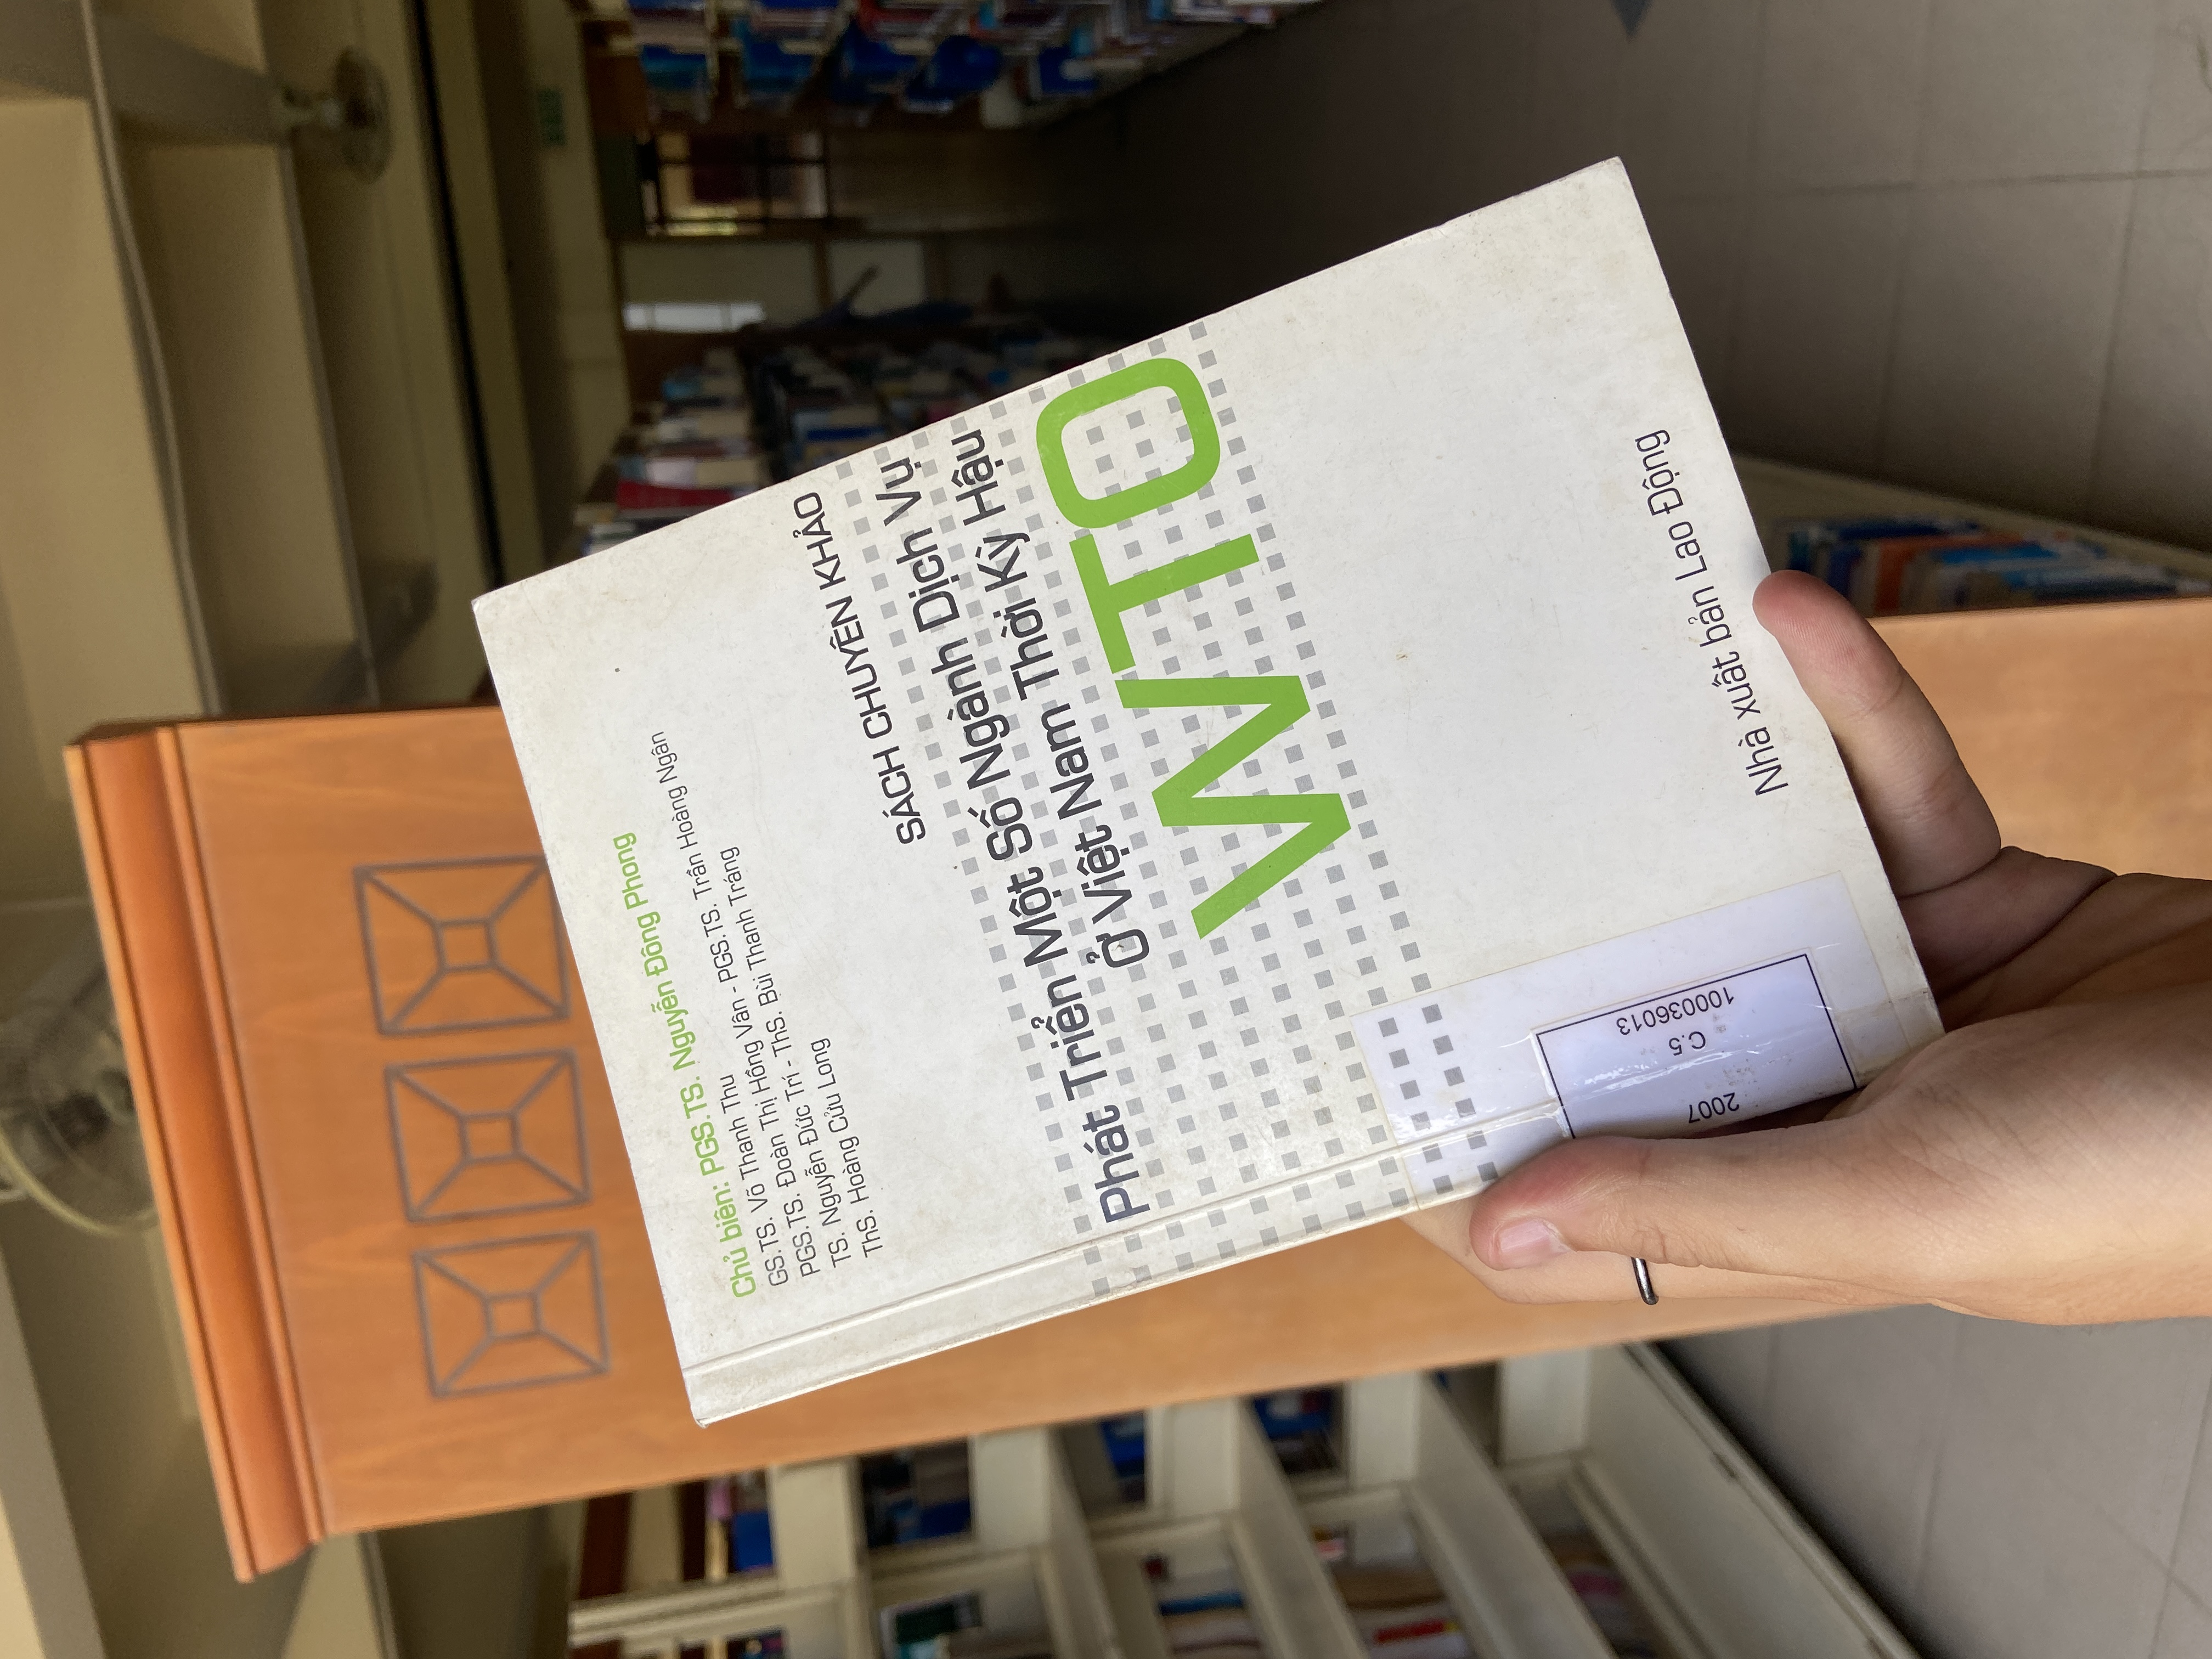 Chủ biên: PGS.TS. Nguyễn Đông Phong
GS.TS. Võ Thanh Thu
PGS.TS. Đoàn Thị Hồng Vân - PGS.TS. Trần Hoàng Ngân
TS. Nguyễn Đức Trí - ThS. Bùi Thanh Tráng
ThS. Hoàng Cửu Long
SÁCH CHUYÊN KHẢO
Phát Triển Một Số Ngành Dịch Vụ
Ở Việt Nam Thời Kỳ Hậu
WTO
2007
C.5
100036013
Nhà xuất bản Lao Động